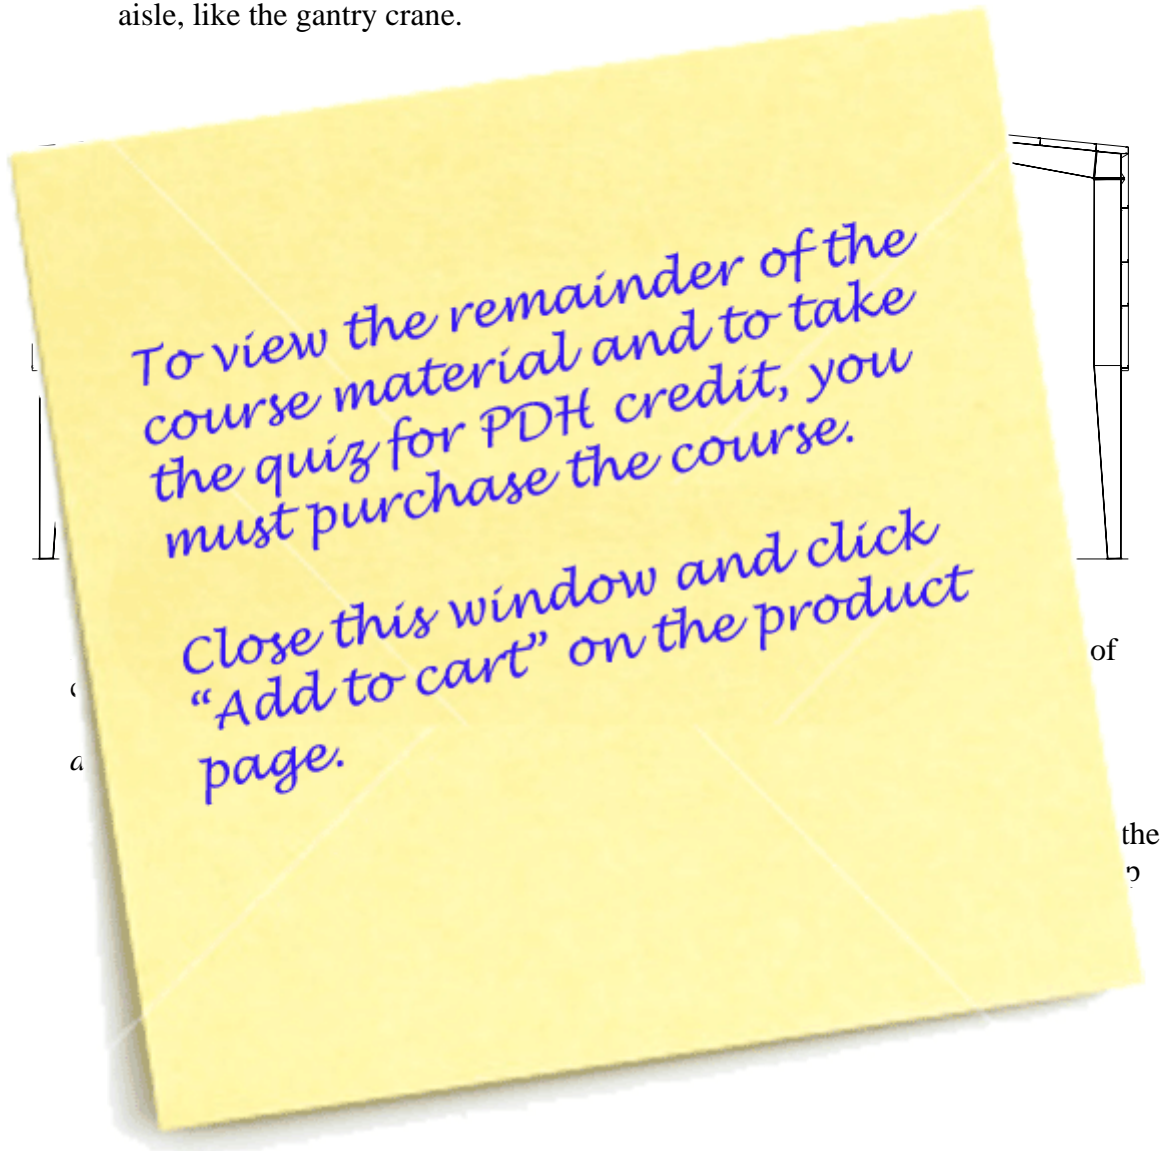 aisle, like the gantry crane.
To view the remainder of the
course material and to take
the quiz for PDH credit, you
must purchase the course.
Close this window and click
“Add to cart” on the product
page.
of
the